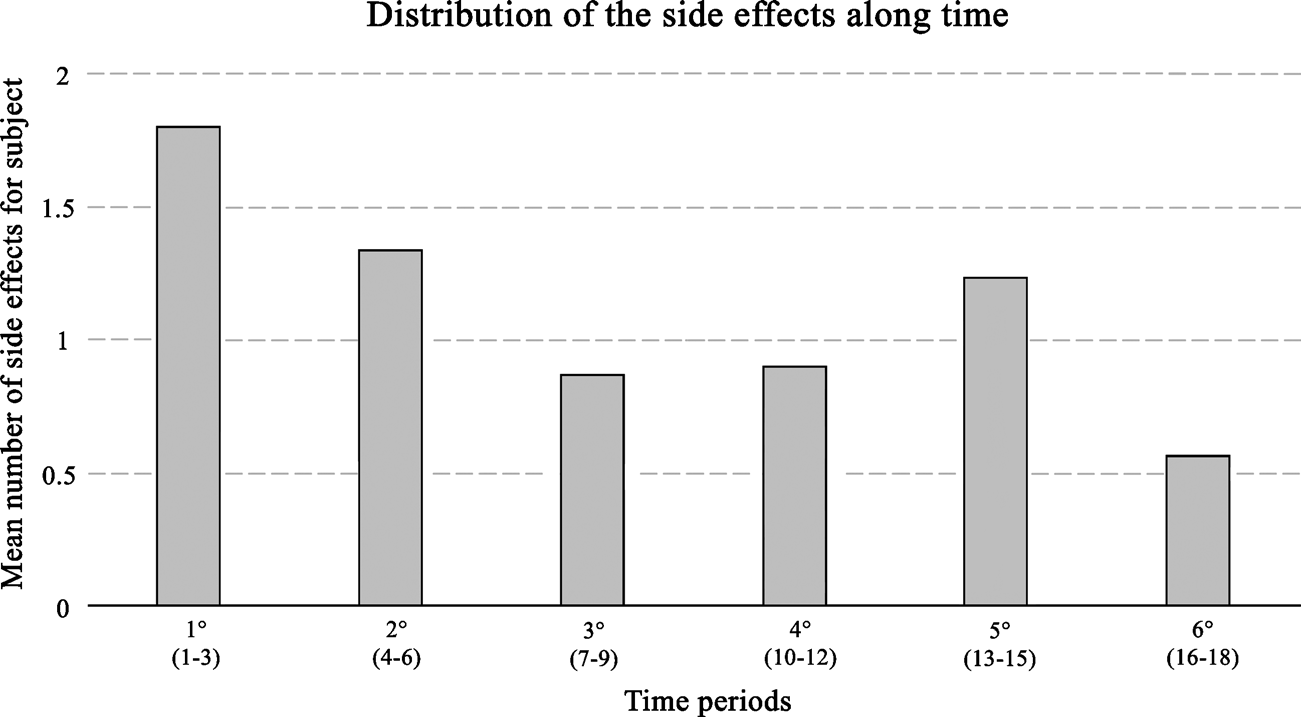 Distribution of the side effects along time
Mean number of side effects for subject
2
1.5
1
0.5
0
1° 2° 3° 4° 5° 6°
(1-3) (4-6) (7-9) (10-12) (13-15) (16-18)
Time periods